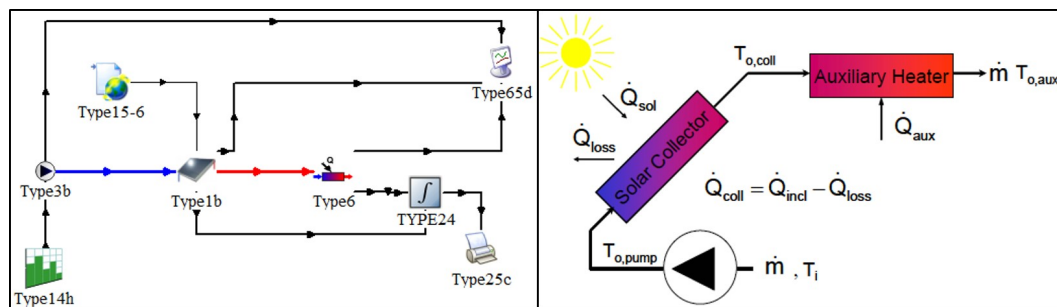 Type15-6
Type65d
Type3b
Type1b
Q
Type6
∫
TYPE24
Type14h
Type25c
T_o,coll
Auxiliary Heater
ṁ T_o,aux
Q̇_sol
Q̇_aux
Q̇_loss
Solar Collector
Q̇_coll = Q̇_incl − Q̇_loss
T_o,pump
ṁ , T_i